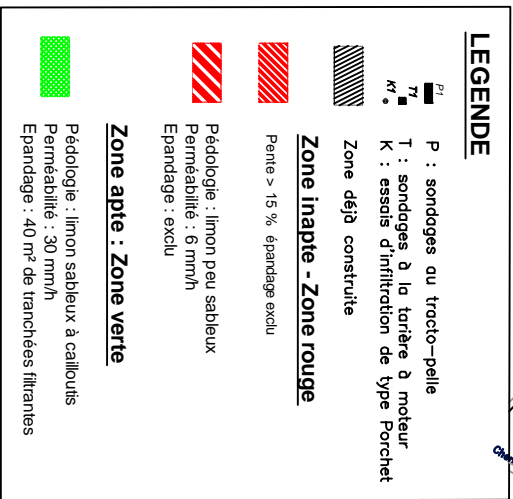 LEGENDE
P1
P : sondages au tracto-pelle
T1
T : sondages à la tarière à moteur
K1
K : essais d'infiltration de type Porchet
Zone déjà construite
Zone inapte - Zone rouge
Pente > 15 % épandage exclu
Pédologie : limon peu sableux
Perméabilité : 6 mm/h
Epandage : exclu
Zone apte : Zone verte
Pédologie : limon sableux à cailloutis
Perméabilité : 30 mm/h
Epandage : 40 m² de tranchées filtrantes